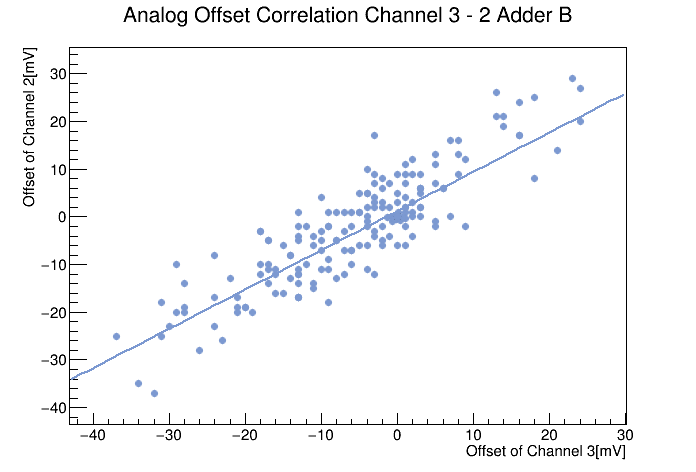 Analog Offset Correlation Channel 3 - 2 Adder B
Offset of Channel 2[mV]
30
20
10
0
−10
−20
−30
−40
−40 −30 −20 −10 0 10 20 30
Offset of Channel 3[mV]